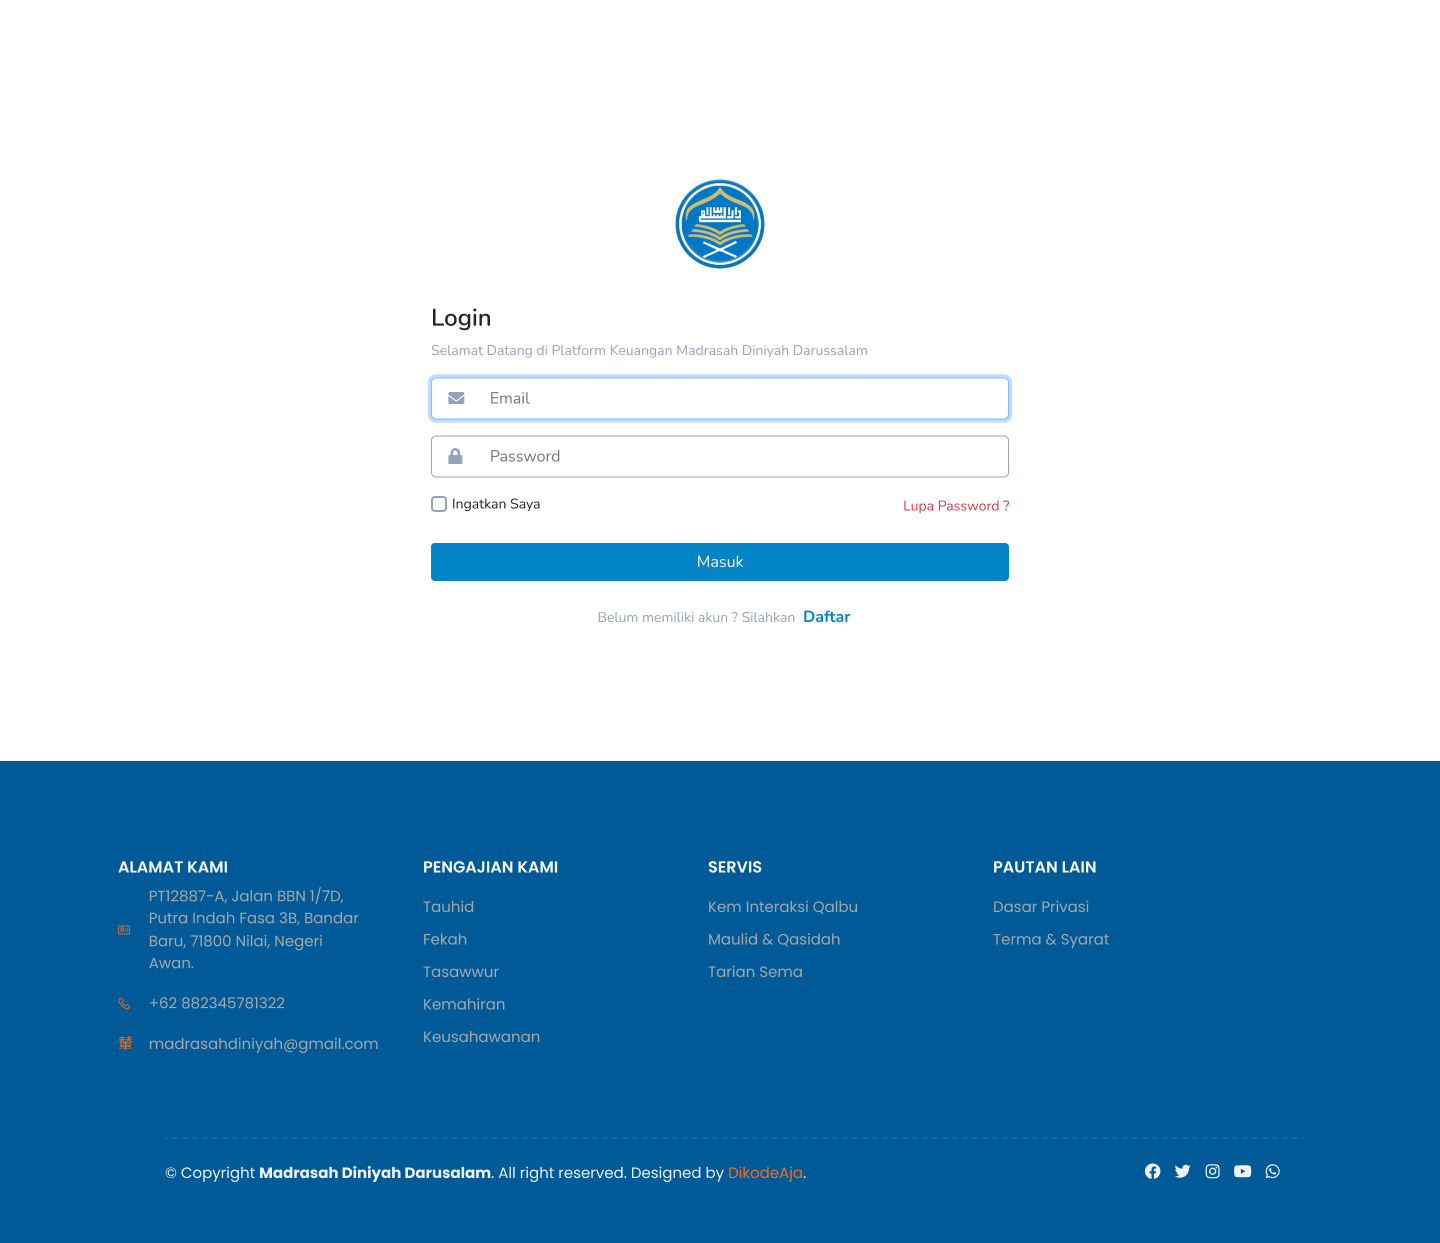 دار السلام
Login
Selamat Datang di Platform Keuangan Madrasah Diniyah Darussalam
Email
Password
Ingatkan Saya
Lupa Password ?
Masuk
Belum memiliki akun ? Silahkan Daftar
ALAMAT KAMI
PT12887-A, Jalan BBN 1/7D,
Putra Indah Fasa 3B, Bandar
Baru, 71800 Nilai, Negeri
Awan.
+62 882345781322
madrasahdiniyah@gmail.com
PENGAJIAN KAMI
Tauhid
Fekah
Tasawwur
Kemahiran
Keusahawanan
SERVIS
Kem Interaksi Qalbu
Maulid & Qasidah
Tarian Sema
PAUTAN LAIN
Dasar Privasi
Terma & Syarat
© Copyright Madrasah Diniyah Darusalam. All right reserved. Designed by DikodeAja.